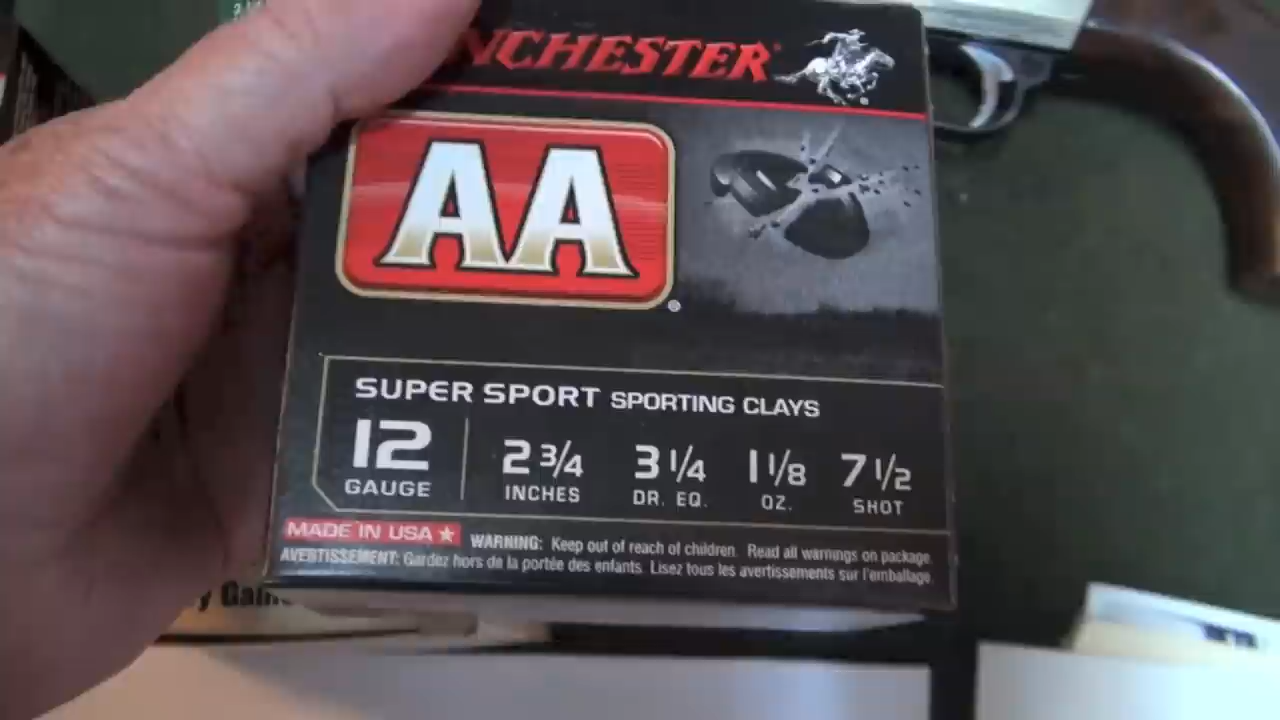 NCHESTER
AA
SUPER SPORT SPORTING CLAYS
12 GAUGE
2 3/4 INCHES
3 1/4 DR. EQ.
1 1/8 OZ.
7 1/2 SHOT
MADE IN USA ★ WARNING: Keep out of reach of children. Read all warnings on package.
AVERTISSEMENT: Gardez hors de la portée des enfants. Lisez tous les avertissements sur l'emballage.
y Game